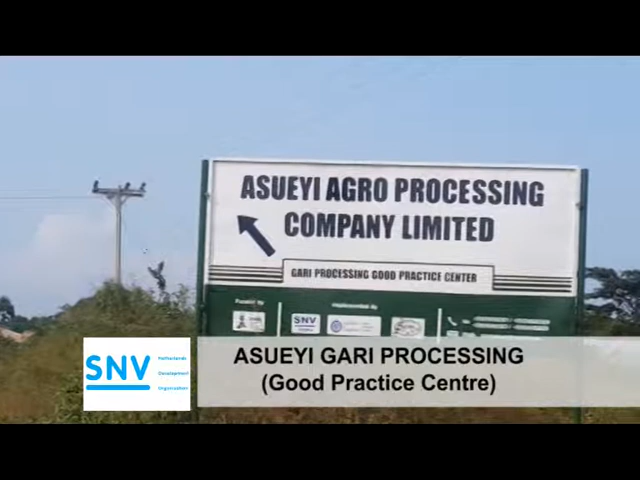 ASUEYI AGRO PROCESSING
COMPANY LIMITED
GARI PROCESSING GOOD PRACTICE CENTER
SNV
SNV
Netherlands
Development
Organisation
ASUEYI GARI PROCESSING
(Good Practice Centre)